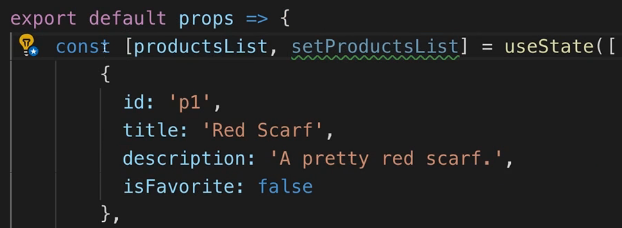 export default props => {
const [productsList, setProductsList] = useState([
{
id: 'p1',
title: 'Red Scarf',
description: 'A pretty red scarf.',
isFavorite: false
},